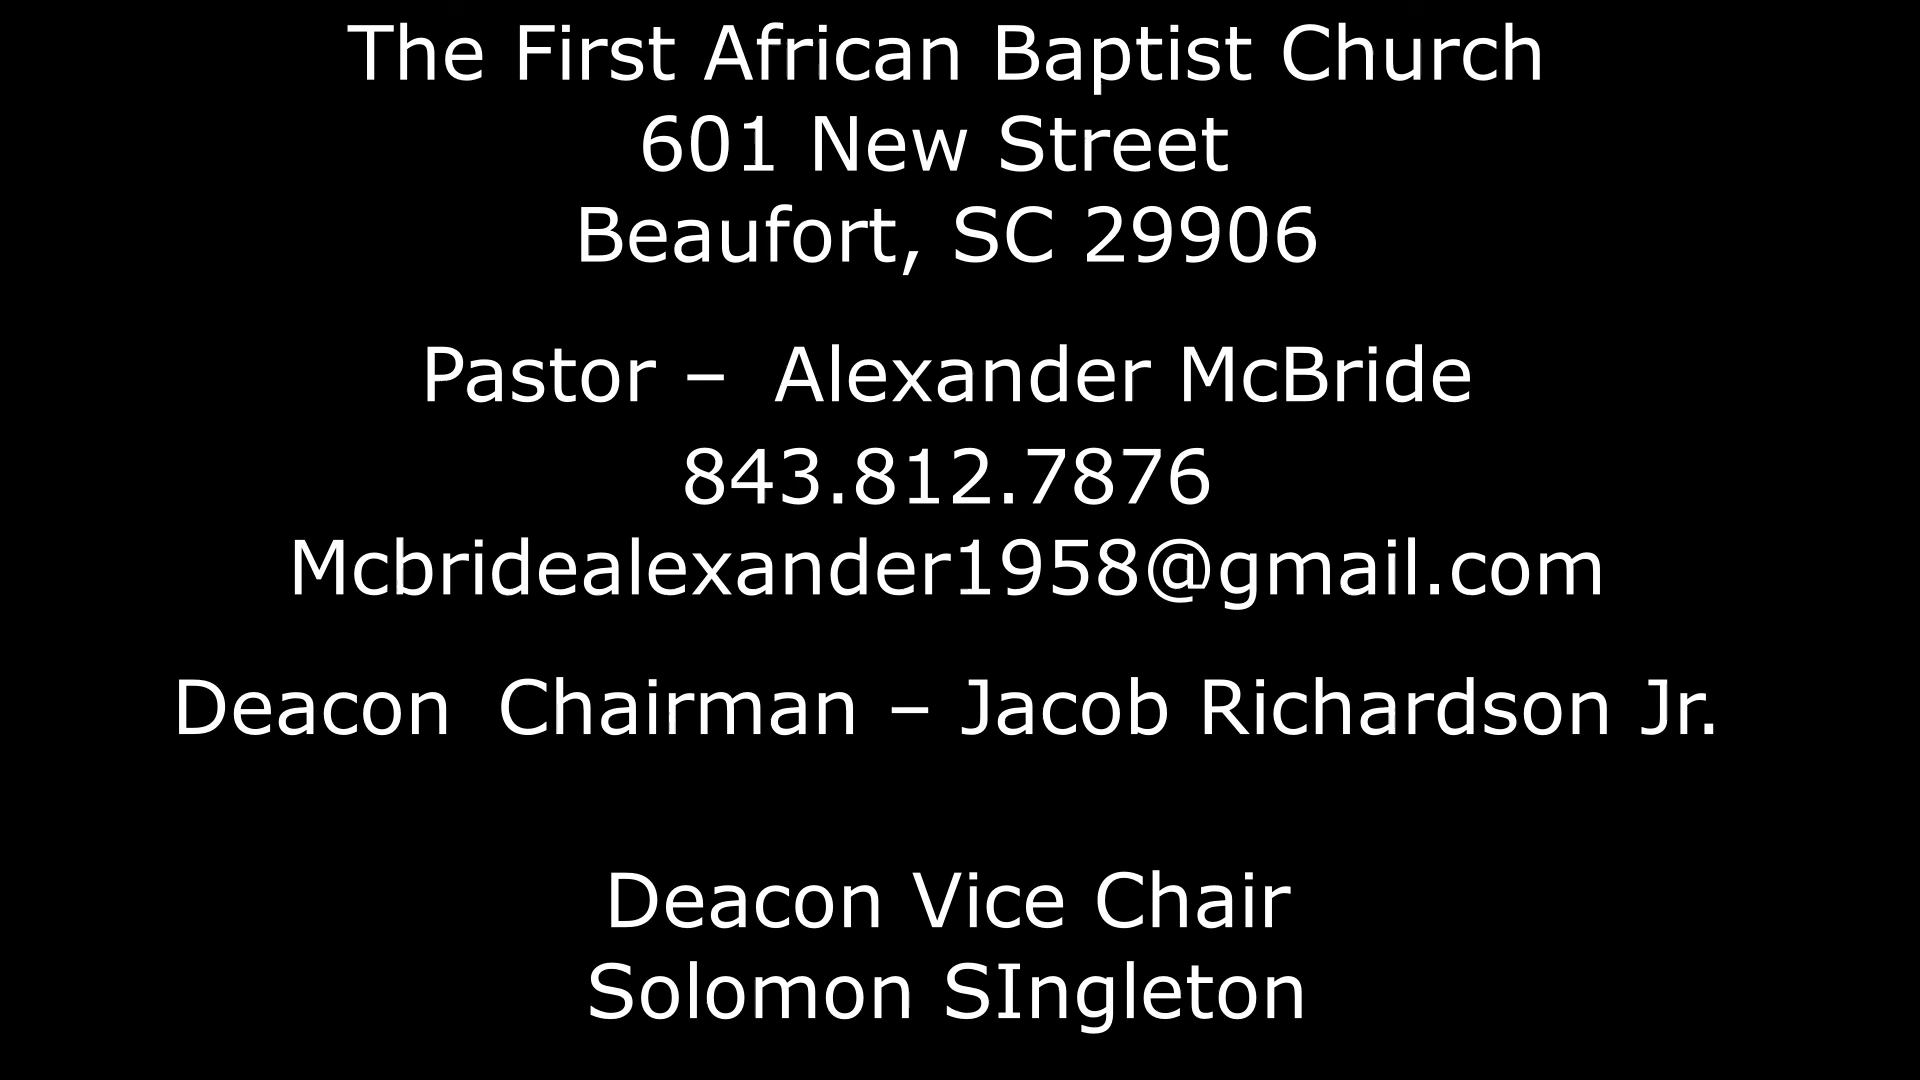 The First African Baptist Church
601 New Street
Beaufort, SC 29906
Pastor – Alexander McBride
843.812.7876
Mcbridealexander1958@gmail.com
Deacon Chairman – Jacob Richardson Jr.
Deacon Vice Chair
Solomon SIngleton